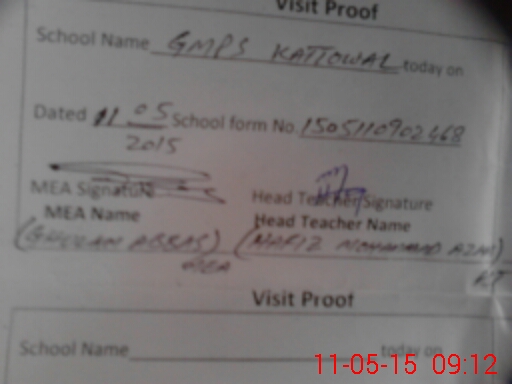 Visit Proof
School Name GMPS KATTOWAL today on
Dated 11 05 School form No. 1505110902468
2015
MEA Signature Head Teacher Signature
MEA Name Head Teacher Name
(GHULAM ABBAS) (HAFIZ MOHAMMAD AZAM)
MEA
Visit Proof
School Name today on
11-05-15 09:12